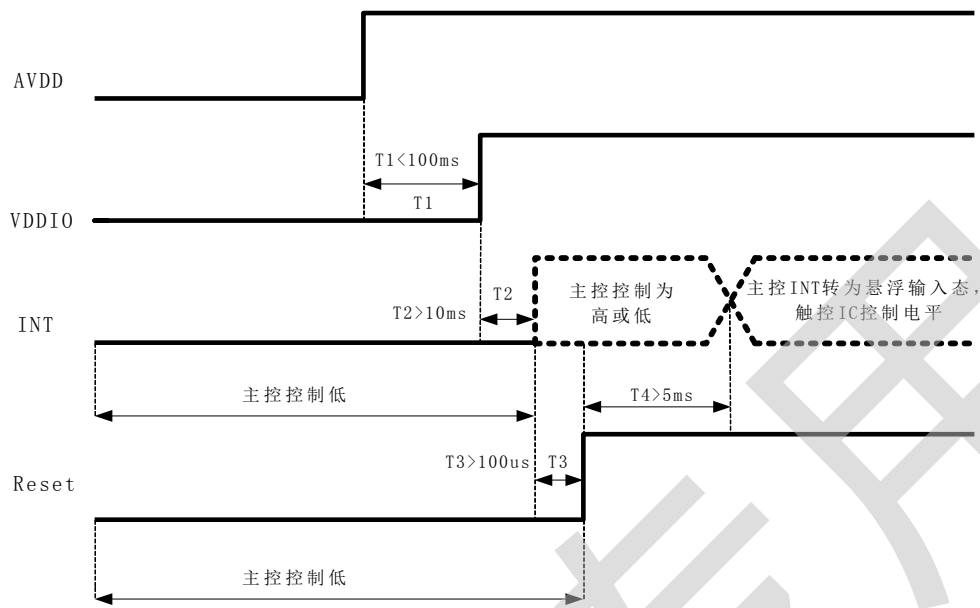 AVDD
T1<100ms
T1
VDDIO
T2
T2>10ms
主控控制为
高或低
主控INT转为悬浮输入态，
触控IC控制电平
INT
主控控制低
T4>5ms
T3>100us
T3
Reset
主控控制低